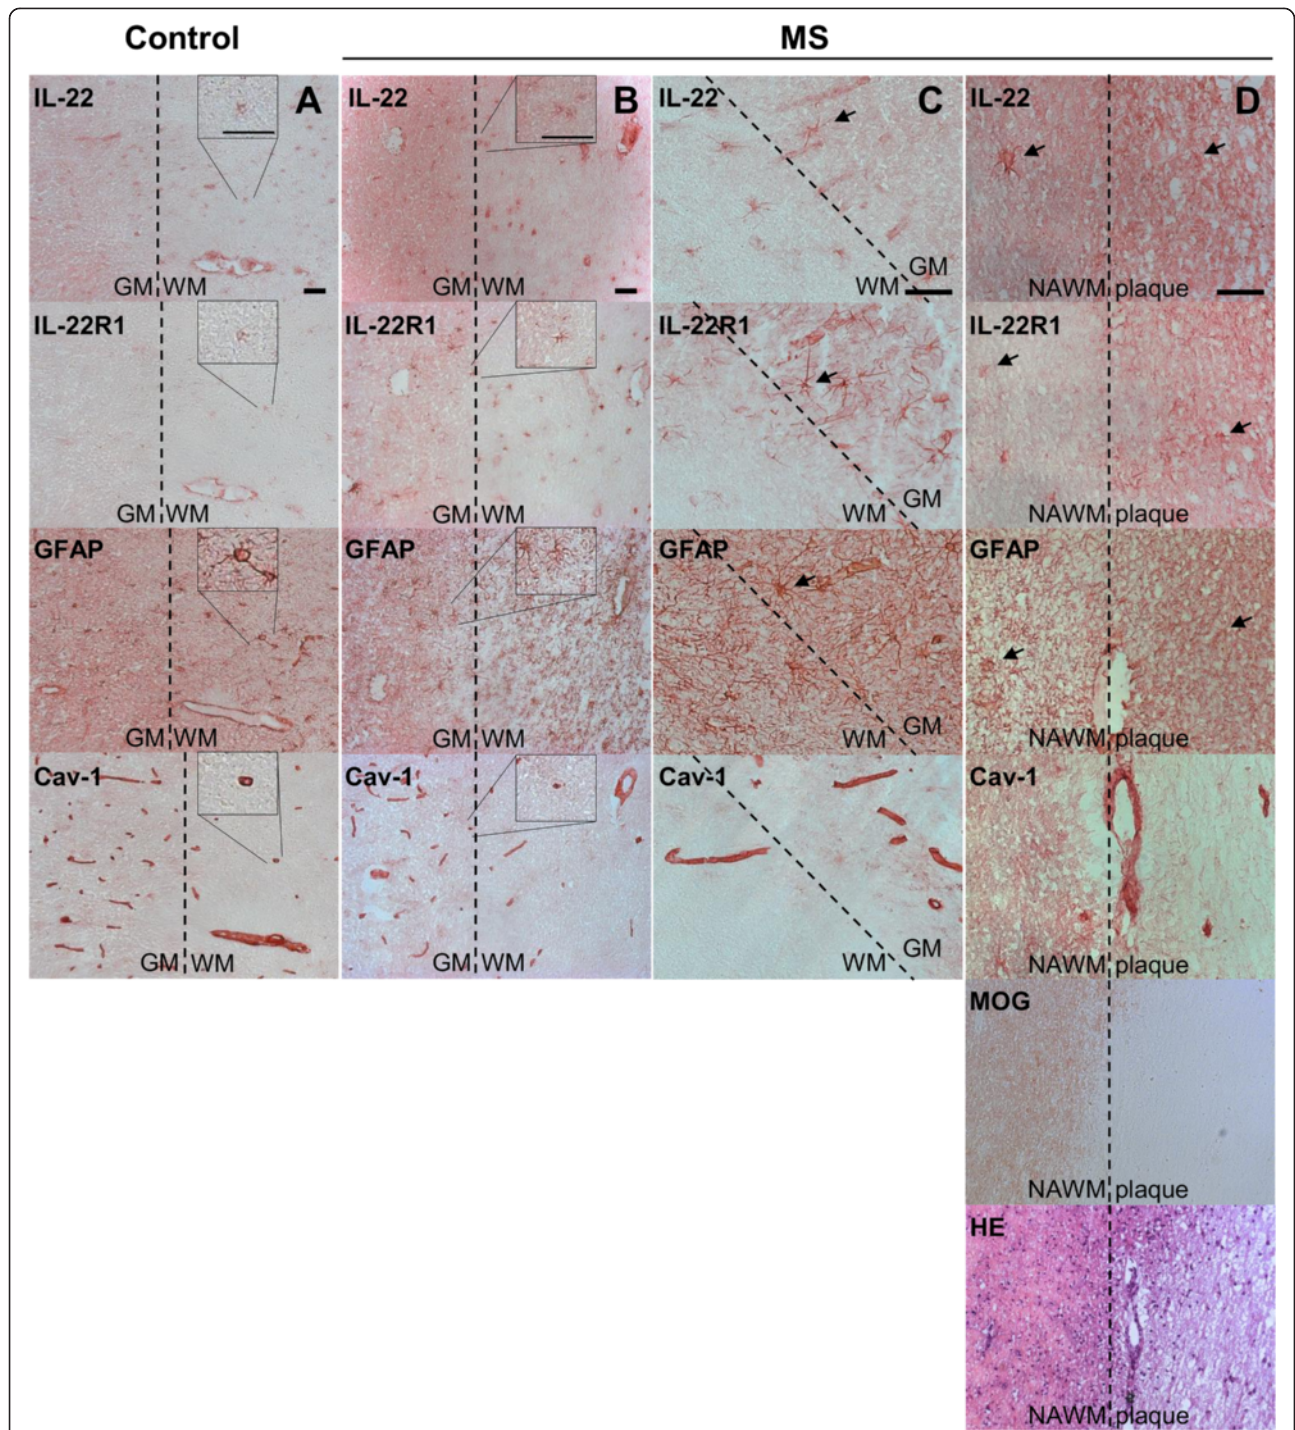 Control
MS
IL-22
A
GM WM
IL-22
B
GM WM
IL-22
C
GM
WM
IL-22
D
NAWM plaque
IL-22R1
GM WM
IL-22R1
GM WM
IL-22R1
GM
WM
IL-22R1
NAWM plaque
GFAP
GM WM
GFAP
GM WM
GFAP
GM
WM
GFAP
NAWM plaque
Cav-1
GM WM
Cav-1
GM WM
Cav-1
GM
WM
Cav-1
NAWM plaque
MOG
NAWM plaque
HE
NAWM plaque